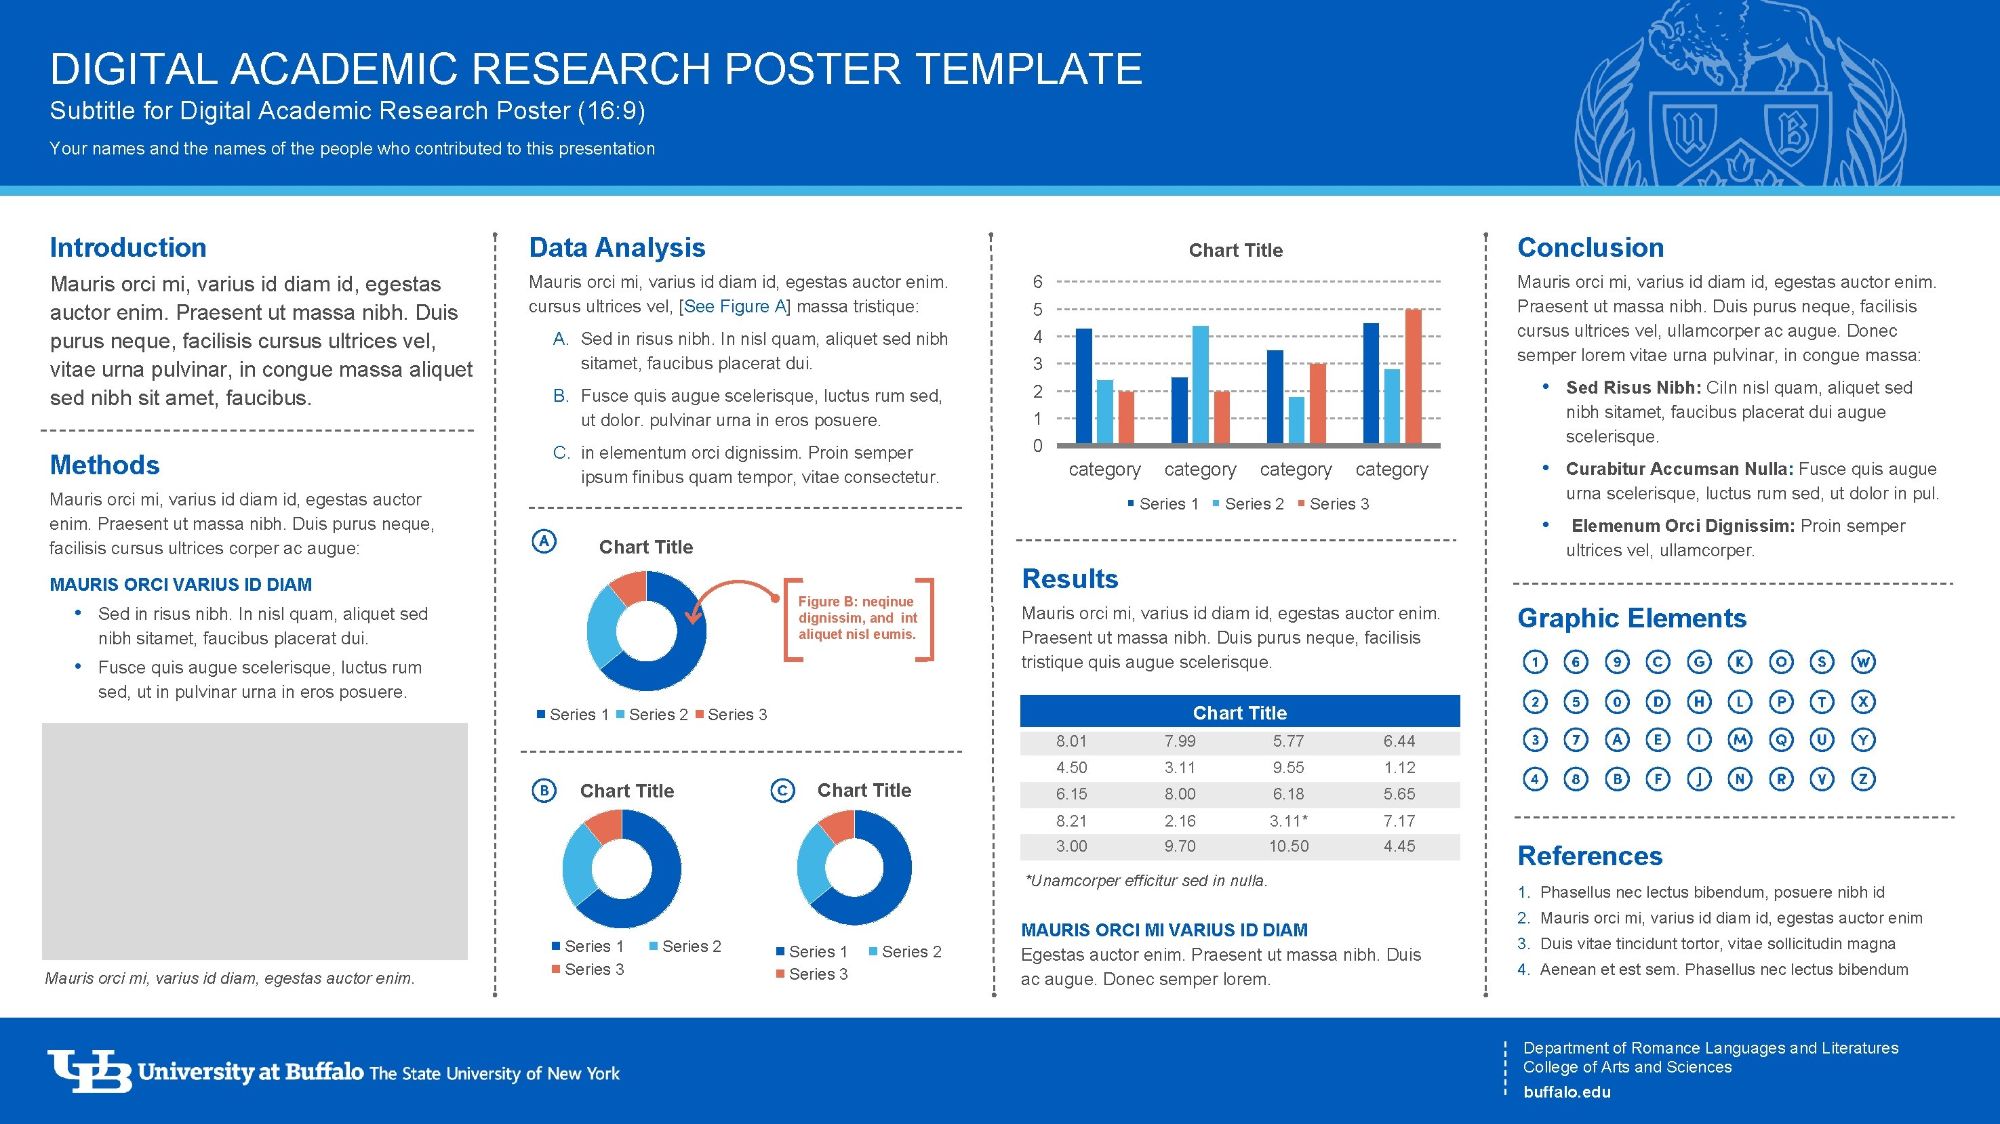 DIGITAL ACADEMIC RESEARCH POSTER TEMPLATE
Subtitle for Digital Academic Research Poster (16:9)
Your names and the names of the people who contributed to this presentation
U B
Introduction
Mauris orci mi, varius id diam id, egestas
auctor enim. Praesent ut massa nibh. Duis
purus neque, facilisis cursus ultrices vel,
vitae urna pulvinar, in congue massa aliquet
sed nibh sit amet, faucibus.
Methods
Mauris orci mi, varius id diam id, egestas auctor
enim. Praesent ut massa nibh. Duis purus neque,
facilisis cursus ultrices corper ac augue:
MAURIS ORCI VARIUS ID DIAM
• Sed in risus nibh. In nisl quam, aliquet sed
nibh sitamet, faucibus placerat dui.
• Fusce quis augue scelerisque, luctus rum
sed, ut in pulvinar urna in eros posuere.
Mauris orci mi, varius id diam, egestas auctor enim.
Data Analysis
Mauris orci mi, varius id diam id, egestas auctor enim.
cursus ultrices vel, [See Figure A] massa tristique:
A. Sed in risus nibh. In nisl quam, aliquet sed nibh
sitamet, faucibus placerat dui.
B. Fusce quis augue scelerisque, luctus rum sed,
ut dolor. pulvinar urna in eros posuere.
C. in elementum orci dignissim. Proin semper
ipsum finibus quam tempor, vitae consectetur.
A Chart Title
Figure B: neqinue
dignissim, and int
aliquet nisl eumis.
Series 1 Series 2 Series 3
B Chart Title
Series 1 Series 2
Series 3
C Chart Title
Series 1 Series 2
Series 3
Chart Title
6
5
4
3
2
1
0
category category category category
Series 1 Series 2 Series 3
Results
Mauris orci mi, varius id diam id, egestas auctor enim.
Praesent ut massa nibh. Duis purus neque, facilisis
tristique quis augue scelerisque.
Chart Title
8.01 7.99 5.77 6.44
4.50 3.11 9.55 1.12
6.15 8.00 6.18 5.65
8.21 2.16 3.11* 7.17
3.00 9.70 10.50 4.45
*Unamcorper efficitur sed in nulla.
MAURIS ORCI MI VARIUS ID DIAM
Egestas auctor enim. Praesent ut massa nibh. Duis
ac augue. Donec semper lorem.
Conclusion
Mauris orci mi, varius id diam id, egestas auctor enim.
Praesent ut massa nibh. Duis purus neque, facilisis
cursus ultrices vel, ullamcorper ac augue. Donec
semper lorem vitae urna pulvinar, in congue massa:
• Sed Risus Nibh: CiIn nisl quam, aliquet sed
nibh sitamet, faucibus placerat dui augue
scelerisque.
• Curabitur Accumsan Nulla: Fusce quis augue
urna scelerisque, luctus rum sed, ut dolor in pul.
• Elemenum Orci Dignissim: Proin semper
ultrices vel, ullamcorper.
Graphic Elements
1 6 9 C G K O S W
2 5 0 D H L P T X
3 7 A E I M Q U Y
4 8 B F J N R V Z
References
1. Phasellus nec lectus bibendum, posuere nibh id
2. Mauris orci mi, varius id diam id, egestas auctor enim
3. Duis vitae tincidunt tortor, vitae sollicitudin magna
4. Aenean et est sem. Phasellus nec lectus bibendum
UB University at Buffalo The State University of New York
Department of Romance Languages and Literatures
College of Arts and Sciences
buffalo.edu